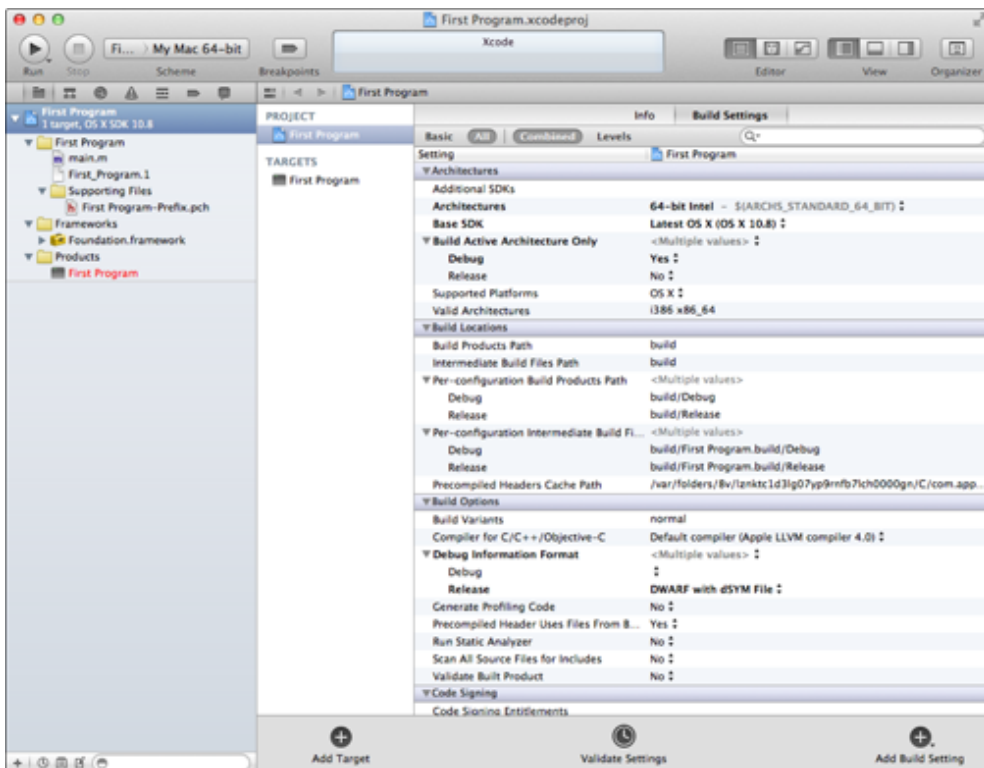 First Program.xcodeproj
Fi... My Mac 64-bit
Xcode
Run Stop Scheme Breakpoints Editor View Organizer
First Program
First Program
1 target, OS X SDK 10.8
First Program
main.m
First_Program.1
Supporting Files
First Program-Prefix.pch
Frameworks
Foundation.framework
Products
First Program
PROJECT
First Program
TARGETS
First Program
Info Build Settings
Basic All Combined Levels
Setting First Program
Architectures
Additional SDKs
Architectures 64-bit Intel – $(ARCHS_STANDARD_64_BIT)
Base SDK Latest OS X (OS X 10.8)
Build Active Architecture Only <Multiple values>
Debug Yes
Release No
Supported Platforms OS X
Valid Architectures i386 x86_64
Build Locations
Build Products Path build
Intermediate Build Files Path build
Per-configuration Build Products Path <Multiple values>
Debug build/Debug
Release build/Release
Per-configuration Intermediate Build Fi... <Multiple values>
Debug build/First Program.build/Debug
Release build/First Program.build/Release
Precompiled Headers Cache Path
Build Options
Build Variants normal
Compiler for C/C++/Objective-C Default compiler (Apple LLVM compiler 4.0)
Debug Information Format <Multiple values>
Debug
Release DWARF with dSYM File
Generate Profiling Code No
Precompiled Header Uses Files From B... Yes
Run Static Analyzer No
Scan All Source Files for Includes No
Validate Built Product No
Code Signing
Code Signing Entitlements
Add Target Validate Settings Add Build Setting